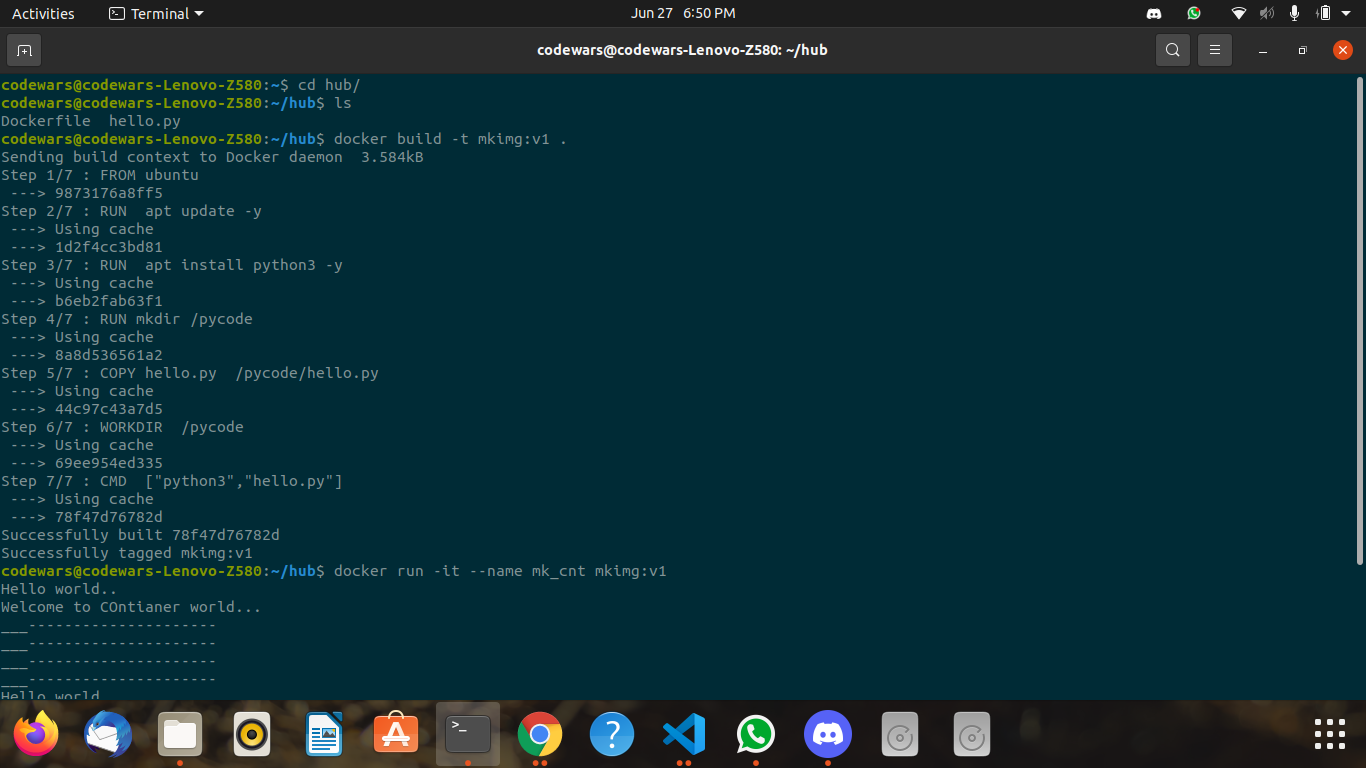 Activities
Terminal
Jun 27 6:50 PM
codewars@codewars-Lenovo-Z580: ~/hub
codewars@codewars-Lenovo-Z580:~$ cd hub/
codewars@codewars-Lenovo-Z580:~/hub$ ls
Dockerfile  hello.py
codewars@codewars-Lenovo-Z580:~/hub$ docker build -t mkimg:v1 .
Sending build context to Docker daemon  3.584kB
Step 1/7 : FROM ubuntu
 ---> 9873176a8ff5
Step 2/7 : RUN  apt update -y
 ---> Using cache
 ---> 1d2f4cc3bd81
Step 3/7 : RUN  apt install python3 -y
 ---> Using cache
 ---> b6eb2fab63f1
Step 4/7 : RUN mkdir /pycode
 ---> Using cache
 ---> 8a8d536561a2
Step 5/7 : COPY hello.py  /pycode/hello.py
 ---> Using cache
 ---> 44c97c43a7d5
Step 6/7 : WORKDIR  /pycode
 ---> Using cache
 ---> 69ee954ed335
Step 7/7 : CMD  ["python3","hello.py"]
 ---> Using cache
 ---> 78f47d76782d
Successfully built 78f47d76782d
Successfully tagged mkimg:v1
codewars@codewars-Lenovo-Z580:~/hub$ docker run -it --name mk_cnt mkimg:v1
Hello world..
Welcome to COntianer world...
___---------------------
___---------------------
___---------------------
___---------------------
Hello world